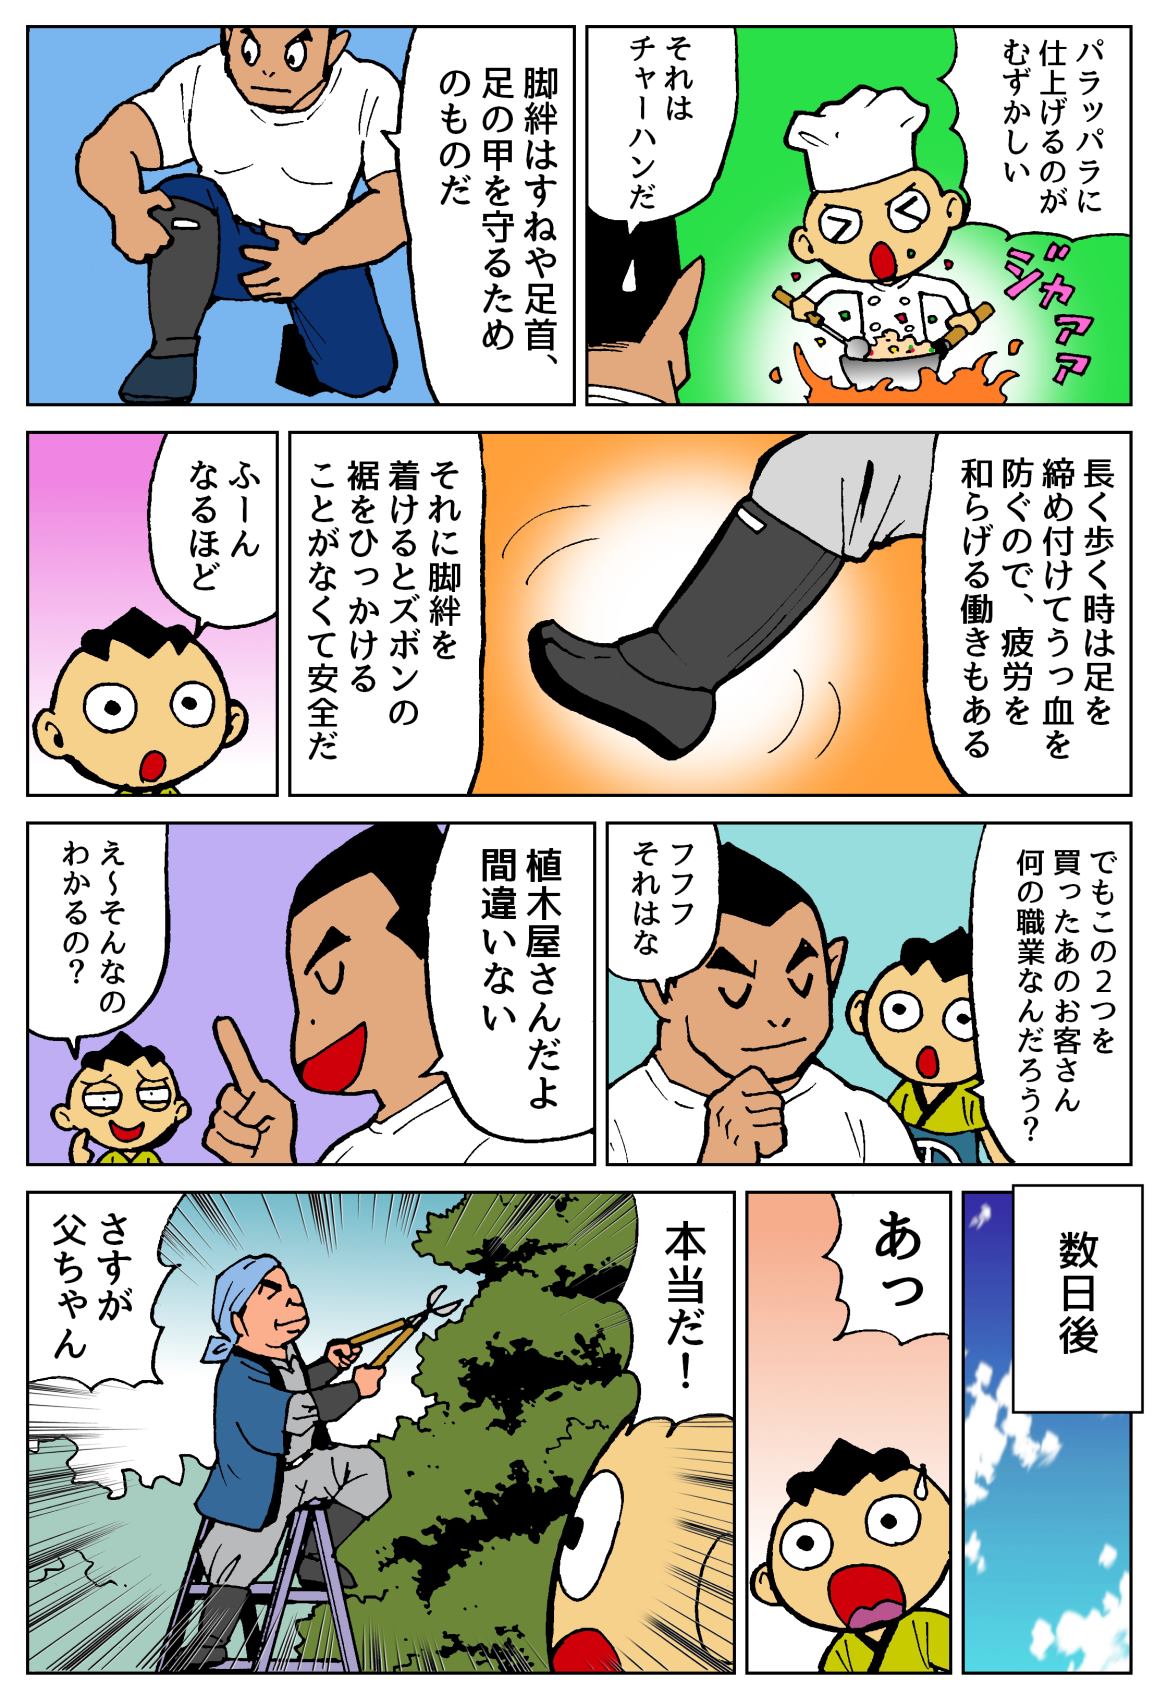 パラッパラに
仕上げるのが
むずかしい
ジャアア
それは
チャーハンだ
脚絆はすねや足首、
足の甲を守るため
のものだ
長く歩く時は足を
締め付けてうっ血を
防ぐので、疲労を
和らげる働きもある
それに脚絆を
着けるとズボンの
裾をひっかける
ことがなくて安全だ
ふーん
なるほど
でもこの２つを
買ったあのお客さん
何の職業なんだろう？
フフフ
それはな
植木屋さんだよ
間違いない
え〜そんなの
わかるの？
数日後
あっ
本当だ！
さすが
父ちゃん